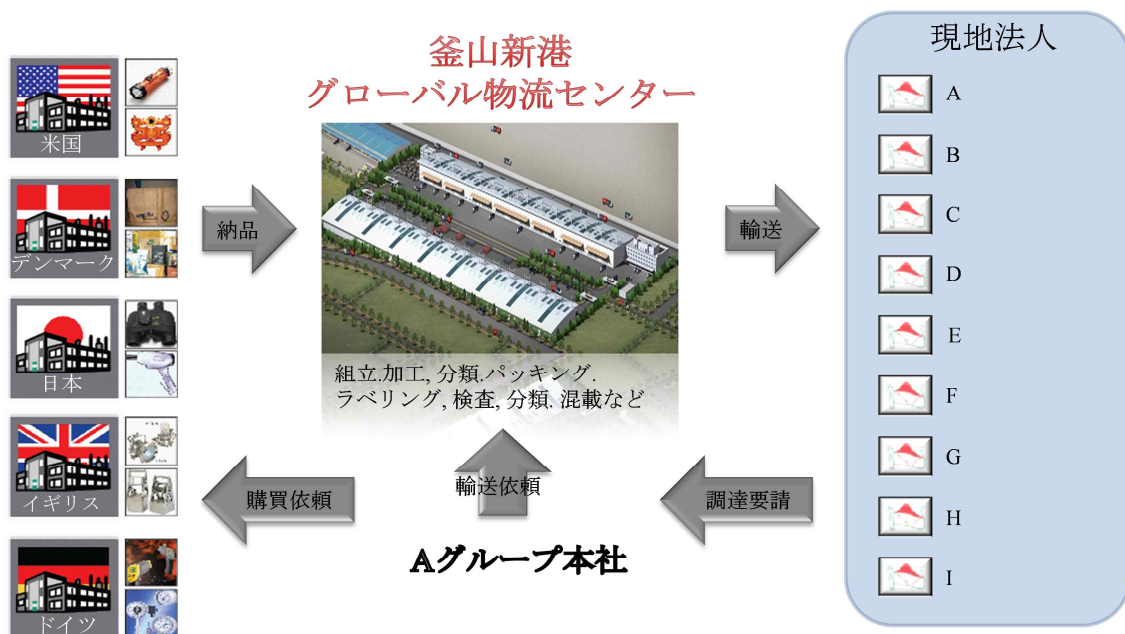 釜山新港
グローバル物流センター
米国
デンマーク
日本
イギリス
ドイツ
納品
輸送
組立.加工, 分類.パッキング.
ラベリング, 検査, 分類. 混載など
購買依頼
輸送依頼
調達要請
Aグループ本社
現地法人
A
B
C
D
E
F
G
H
I